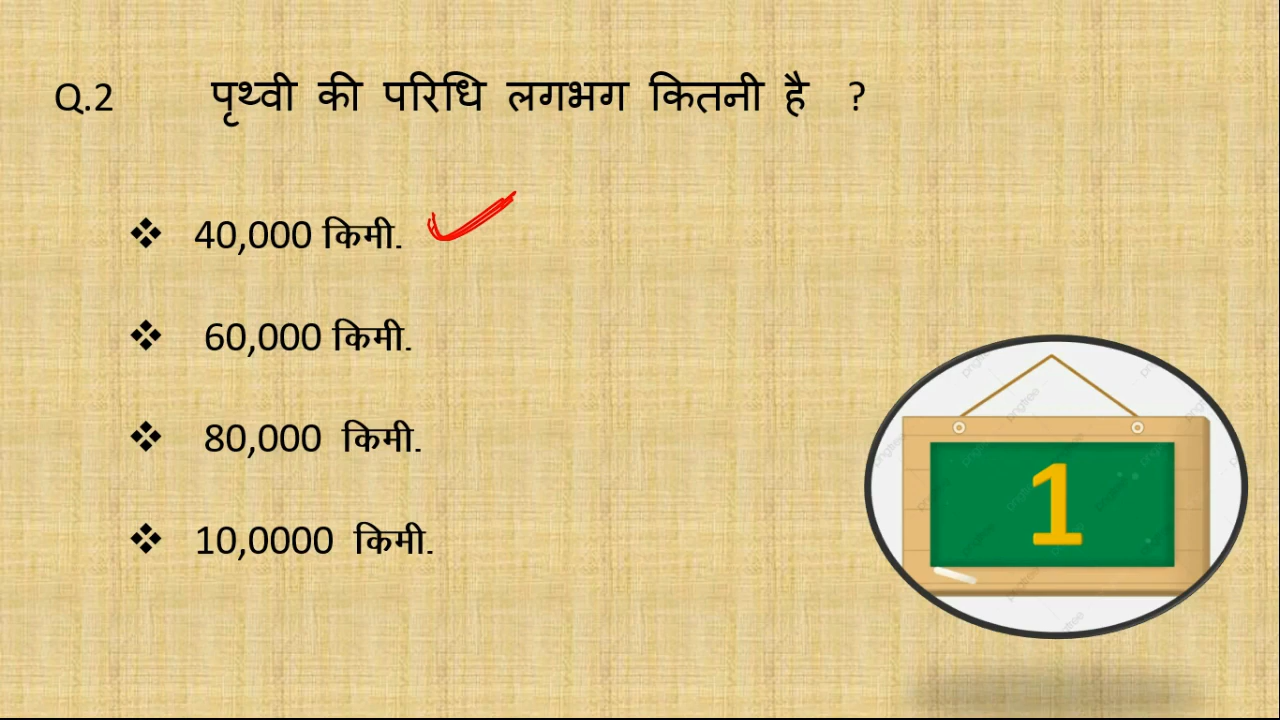 Q.2 पृथ्वी की परिधि लगभग कितनी है ?
❖ 40,000 किमी.
❖ 60,000 किमी.
❖ 80,000 किमी.
❖ 10,0000 किमी.
1